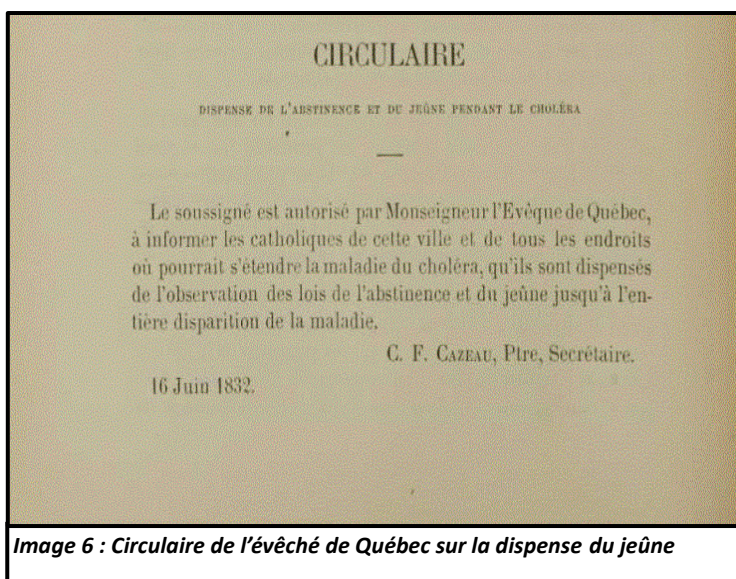 CIRCULAIRE
DISPENSE DE L'ABSTINENCE ET DU JEÛNE PENDANT LE CHOLÉRA
Le soussigné est autorisé par Monseigneur l'Evêque de Québec,
à informer les catholiques de cette ville et de tous les endroits
où pourrait s'étendre la maladie du choléra, qu'ils sont dispensés
de l'observation des lois de l'abstinence et du jeûne jusqu'à l'en-
tière disparition de la maladie.
C. F. CAZEAU, Ptre, Secrétaire.
16 Juin 1832.
Image 6 : Circulaire de l'évêché de Québec sur la dispense du jeûne